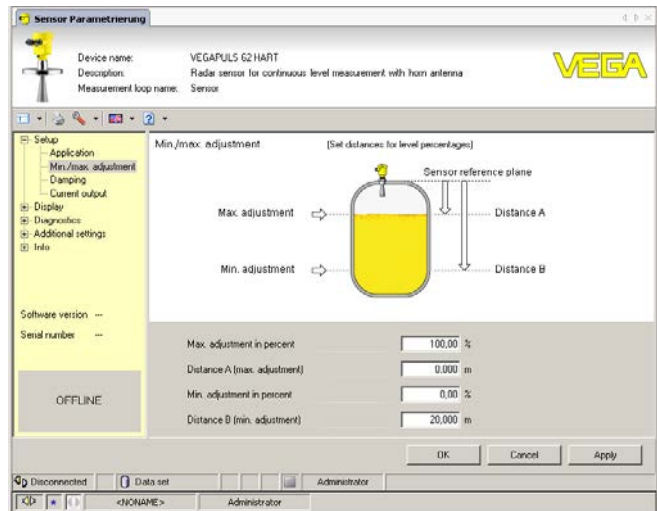 Sensor Parametrierung
Device name: VEGAPULS 62 HART
Description: Radar sensor for continuous level measurement with horn antenna
Measurement loop name: Sensor
VEGA
Setup
Application
Min./max. adjustment
Damping
Current output
Display
Diagnostics
Additional settings
Info
Software version ---
Serial number ---
OFFLINE
Min./max. adjustment (Set distances for level percentages)
Sensor reference plane
Max. adjustment
Distance A
Min. adjustment
Distance B
Max. adjustment in percent 100,00 %
Distance A (max. adjustment) 0.000 m
Min. adjustment in percent 0,00 %
Distance B (min. adjustment) 20,000 m
OK Cancel Apply
Disconnected Data set Administrator
<NONAME> Administrator